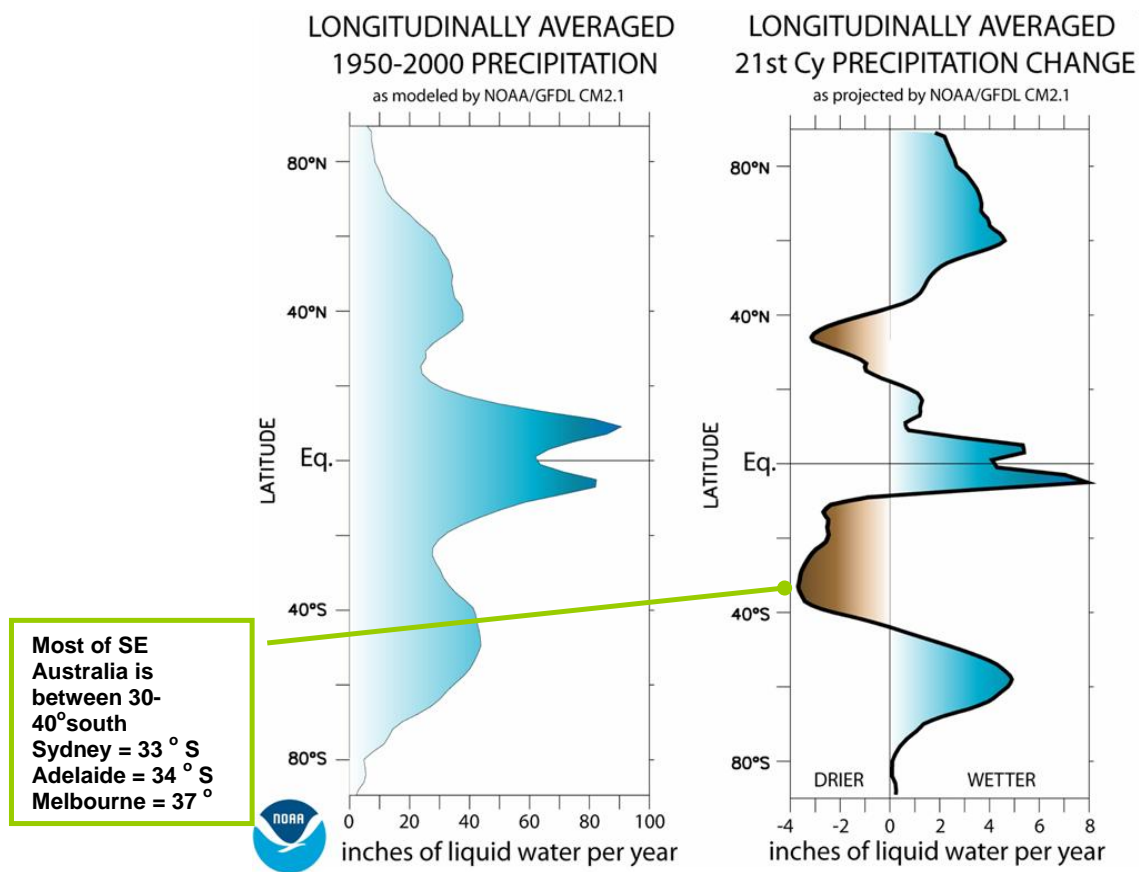 LONGITUDINALLY AVERAGED
1950-2000 PRECIPITATION
as modeled by NOAA/GFDL CM2.1
0 20 40 60 80 100
inches of liquid water per year
LATITUDE
80°N
40°N
Eq.
40°S
80°S
LONGITUDINALLY AVERAGED
21st Cy PRECIPITATION CHANGE
as projected by NOAA/GFDL CM2.1
LATITUDE
80°N
40°N
Eq.
40°S
80°S
DRIER WETTER
-4 -2 0 2 4 6 8
inches of liquid water per year
Most of SE
Australia is
between 30-
40°south
Sydney = 33 ° S
Adelaide = 34 ° S
Melbourne = 37 °
NOAA